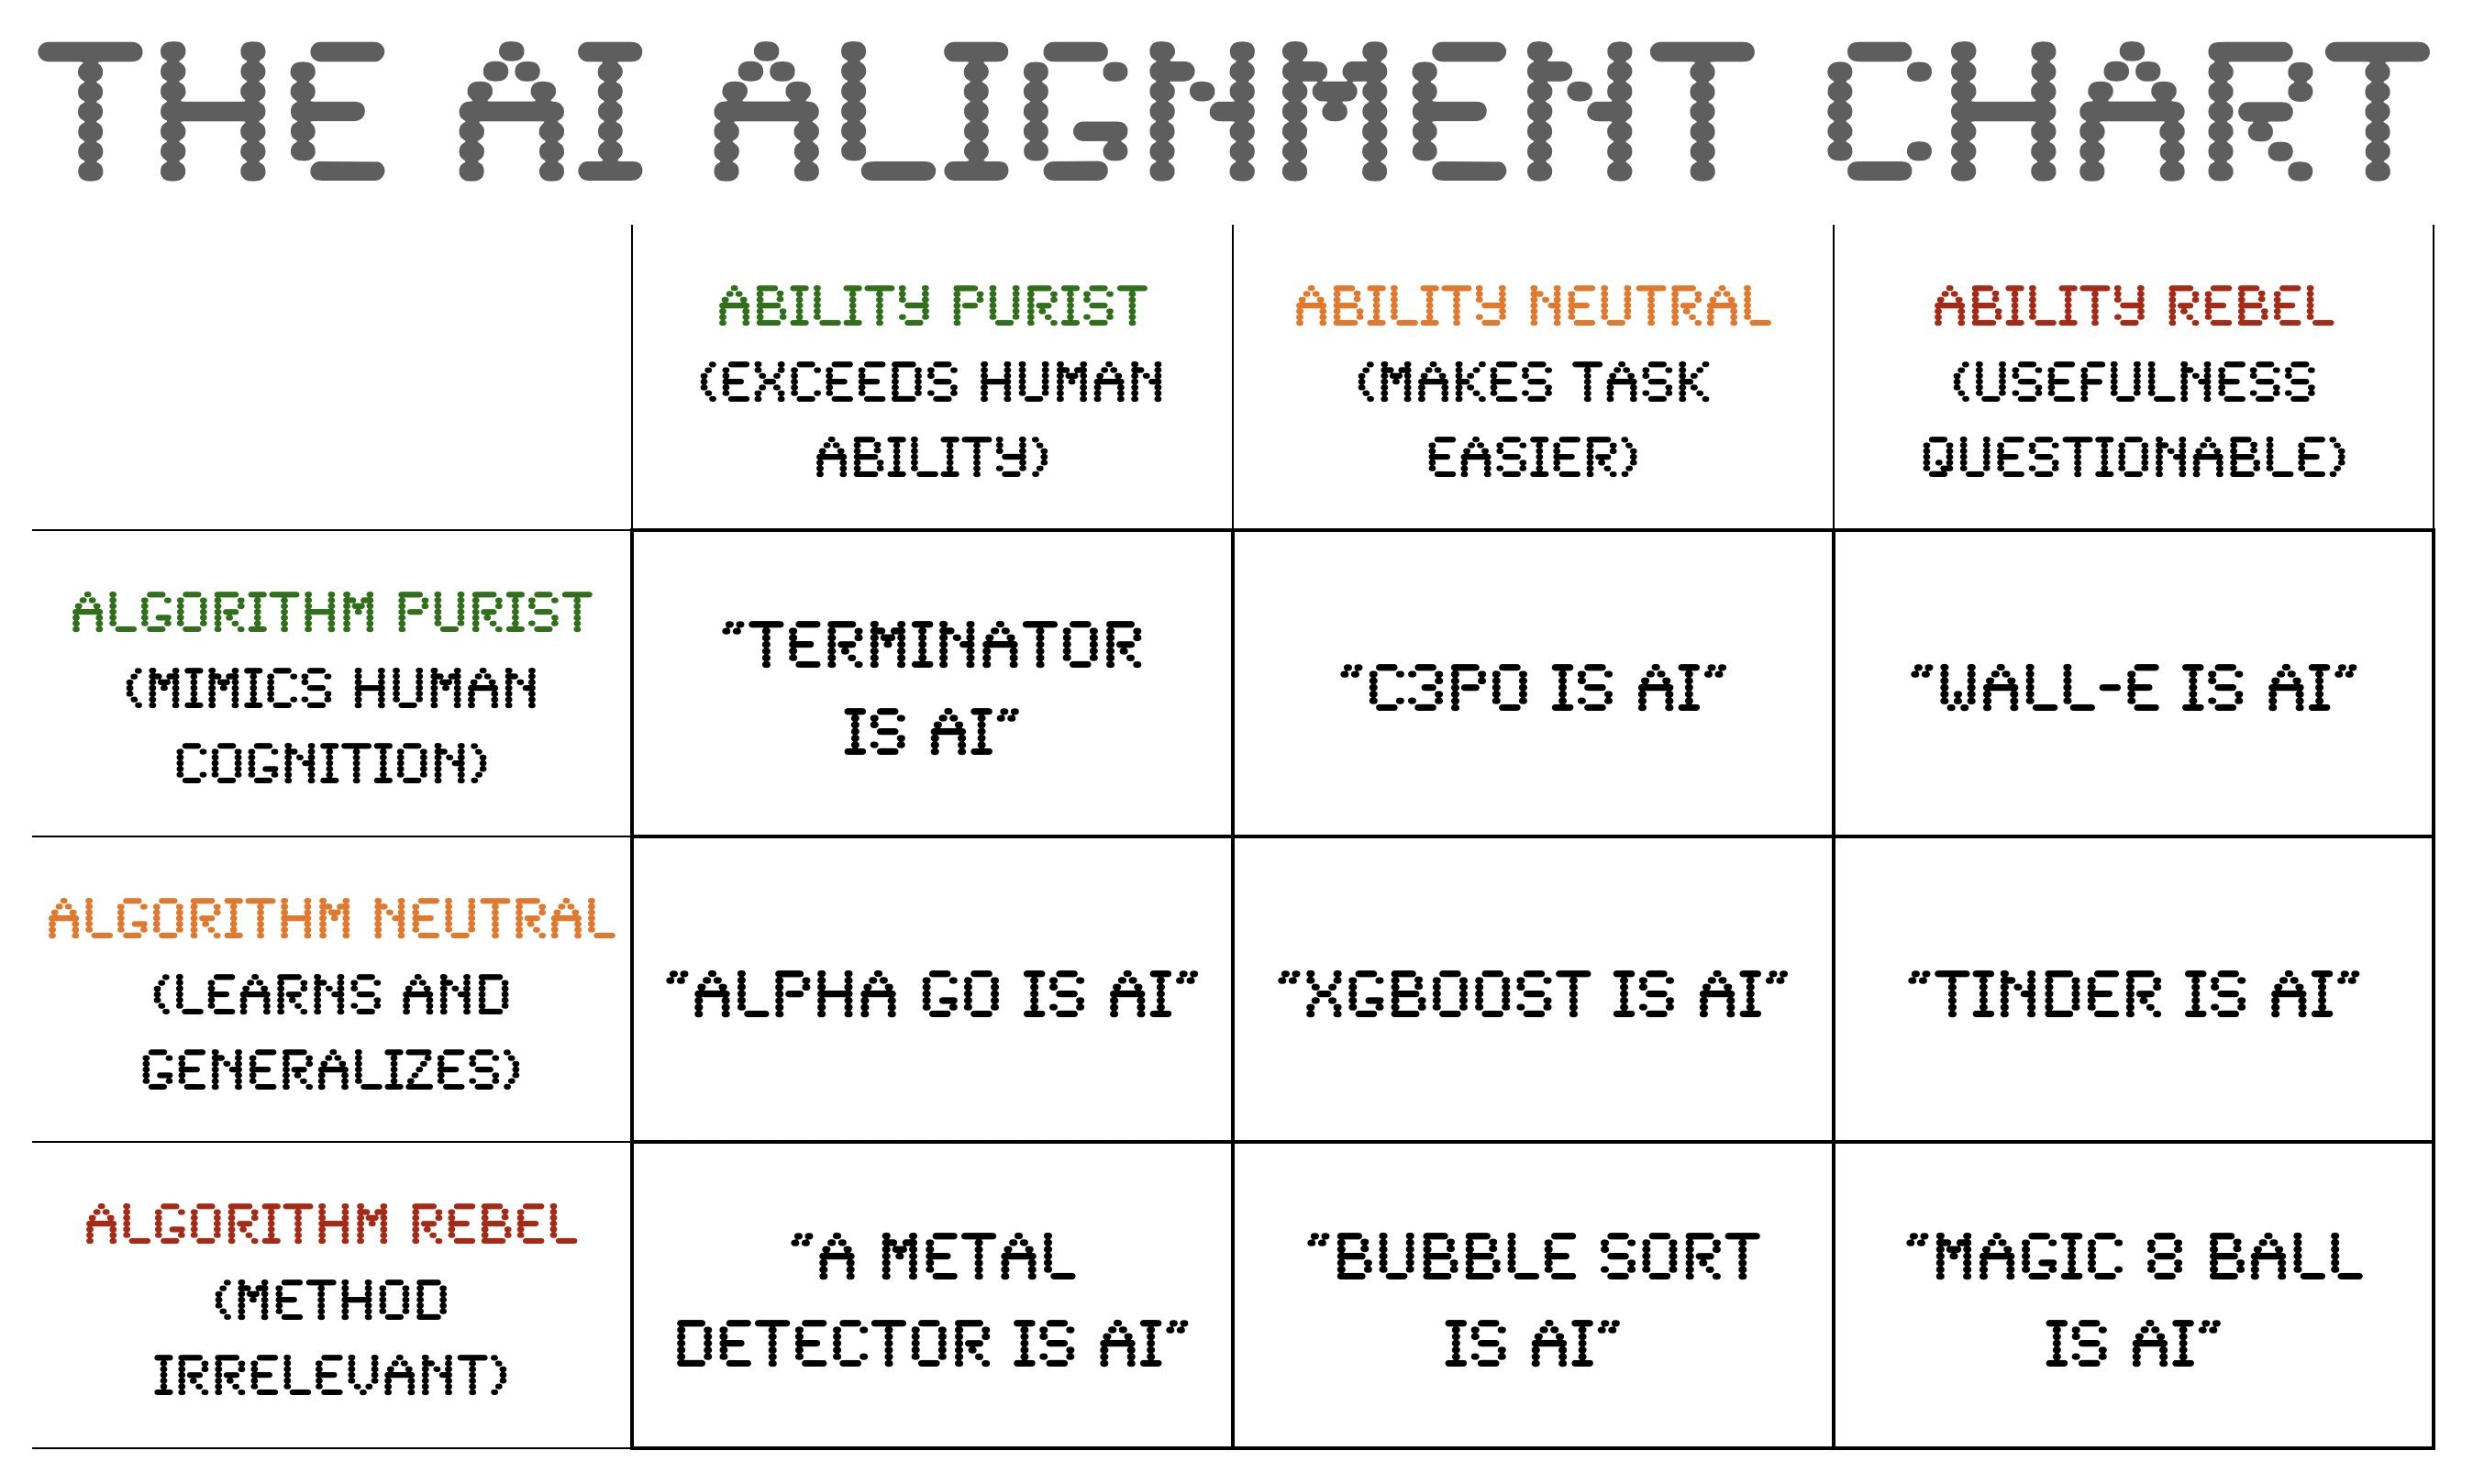 THE AI ALIGNMENT CHART
ABILITY PURIST
(EXCEEDS HUMAN
ABILITY)
ABILITY NEUTRAL
(MAKES TASK
EASIER)
ABILITY REBEL
(USEFULNESS
QUESTIONABLE)
ALGORITHM PURIST
(MIMICS HUMAN
COGNITION)
"TERMINATOR
IS AI"
"C3PO IS AI"
"WALL-E IS AI"
ALGORITHM NEUTRAL
(LEARNS AND
GENERALIZES)
"ALPHA GO IS AI"
"XGBOOST IS AI"
"TINDER IS AI"
ALGORITHM REBEL
(METHOD
IRRELEVANT)
"A METAL
DETECTOR IS AI"
"BUBBLE SORT
IS AI"
"MAGIC 8 BALL
IS AI"